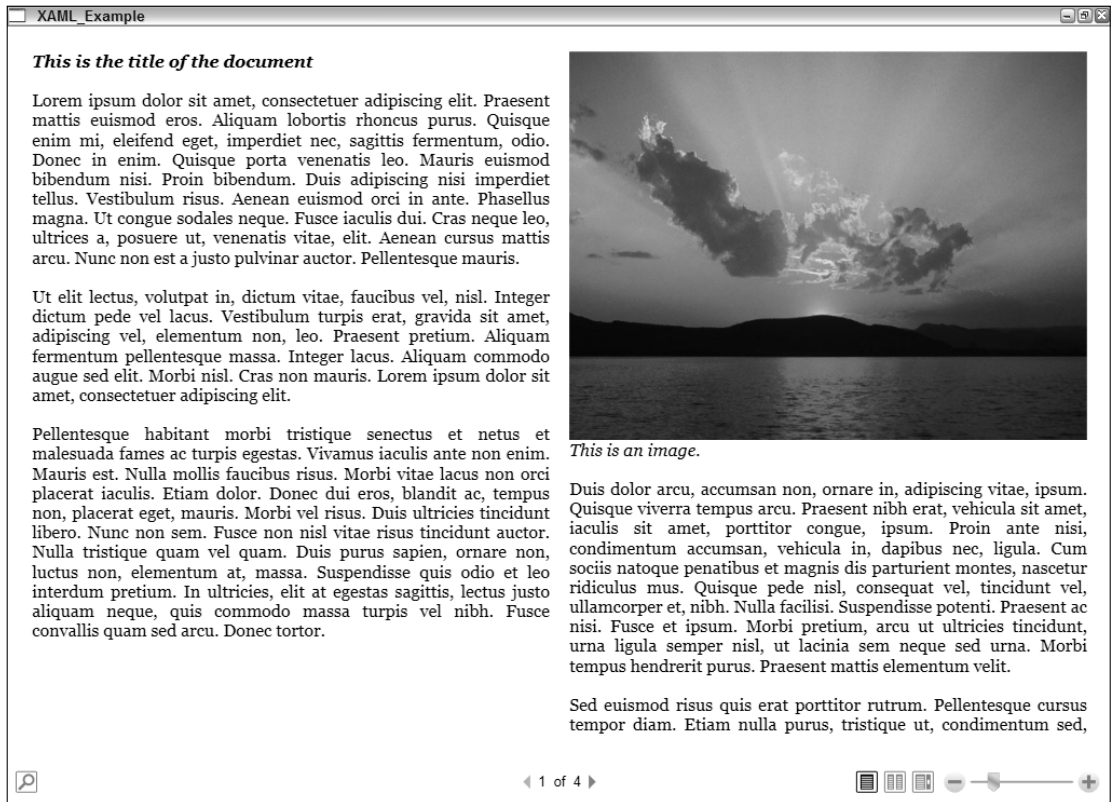 XAML_Example
This is the title of the document
Lorem ipsum dolor sit amet, consectetuer adipiscing elit. Praesent
mattis euismod eros. Aliquam lobortis rhoncus purus. Quisque
enim mi, eleifend eget, imperdiet nec, sagittis fermentum, odio.
Donec in enim. Quisque porta venenatis leo. Mauris euismod
bibendum nisi. Proin bibendum. Duis adipiscing nisi imperdiet
tellus. Vestibulum risus. Aenean euismod orci in ante. Phasellus
magna. Ut congue sodales neque. Fusce iaculis dui. Cras neque leo,
ultrices a, posuere ut, venenatis vitae, elit. Aenean cursus mattis
arcu. Nunc non est a justo pulvinar auctor. Pellentesque mauris.
Ut elit lectus, volutpat in, dictum vitae, faucibus vel, nisl. Integer
dictum pede vel lacus. Vestibulum turpis erat, gravida sit amet,
adipiscing vel, elementum non, leo. Praesent pretium. Aliquam
fermentum pellentesque massa. Integer lacus. Aliquam commodo
augue sed elit. Morbi nisl. Cras non mauris. Lorem ipsum dolor sit
amet, consectetuer adipiscing elit.
Pellentesque habitant morbi tristique senectus et netus et
malesuada fames ac turpis egestas. Vivamus iaculis ante non enim.
Mauris est. Nulla mollis faucibus risus. Morbi vitae lacus non orci
placerat iaculis. Etiam dolor. Donec dui eros, blandit ac, tempus
non, placerat eget, mauris. Morbi vel risus. Duis ultricies tincidunt
libero. Nunc non sem. Fusce non nisl vitae risus tincidunt auctor.
Nulla tristique quam vel quam. Duis purus sapien, ornare non,
luctus non, elementum at, massa. Suspendisse quis odio et leo
interdum pretium. In ultricies, elit at egestas sagittis, lectus justo
aliquam neque, quis commodo massa turpis vel nibh. Fusce
convallis quam sed arcu. Donec tortor.
This is an image.
Duis dolor arcu, accumsan non, ornare in, adipiscing vitae, ipsum.
Quisque viverra tempus arcu. Praesent nibh erat, vehicula sit amet,
iaculis sit amet, porttitor congue, ipsum. Proin ante nisi,
condimentum accumsan, vehicula in, dapibus nec, ligula. Cum
sociis natoque penatibus et magnis dis parturient montes, nascetur
ridiculus mus. Quisque pede nisl, consequat vel, tincidunt vel,
ullamcorper et, nibh. Nulla facilisi. Suspendisse potenti. Praesent ac
nisi. Fusce et ipsum. Morbi pretium, arcu ut ultricies tincidunt,
urna ligula semper nisl, ut lacinia sem neque sed urna. Morbi
tempus hendrerit purus. Praesent mattis elementum velit.
Sed euismod risus quis erat porttitor rutrum. Pellentesque cursus
tempor diam. Etiam nulla purus, tristique ut, condimentum sed,
1 of 4